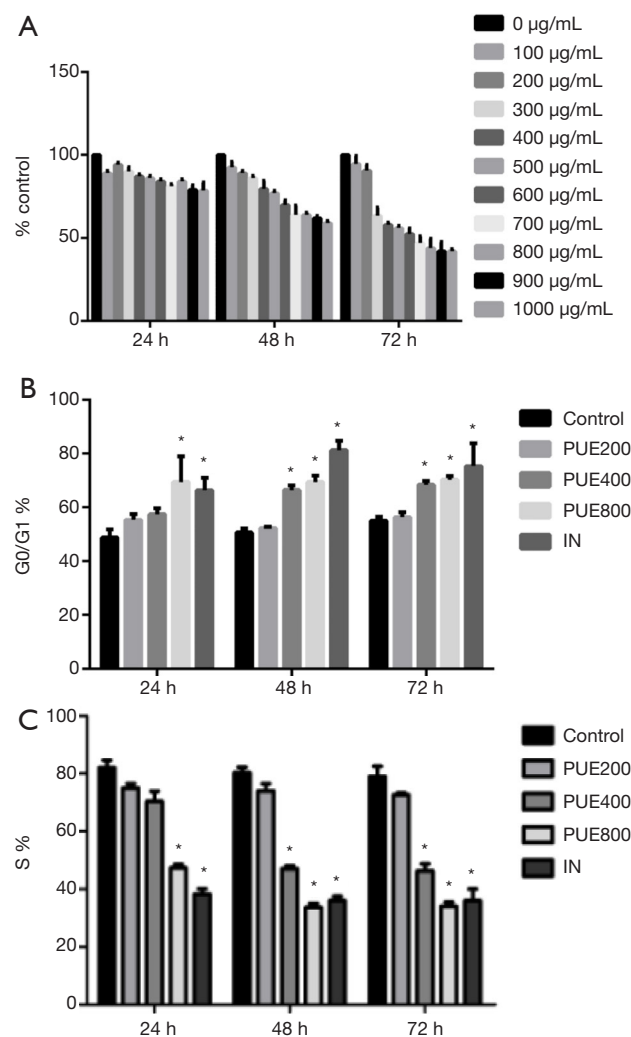 A
% control
150
100
50
0
24 h
48 h
72 h
0 µg/mL
100 µg/mL
200 µg/mL
300 µg/mL
400 µg/mL
500 µg/mL
600 µg/mL
700 µg/mL
800 µg/mL
900 µg/mL
1000 µg/mL
B
G0/G1 %
100
80
60
40
20
0
* *
* * *
* * *
24 h
48 h
72 h
Control
PUE200
PUE400
PUE800
IN
C
S %
80
60
40
20
0
* *
* * *
* * *
24 h
48 h
72 h
Control
PUE200
PUE400
PUE800
IN